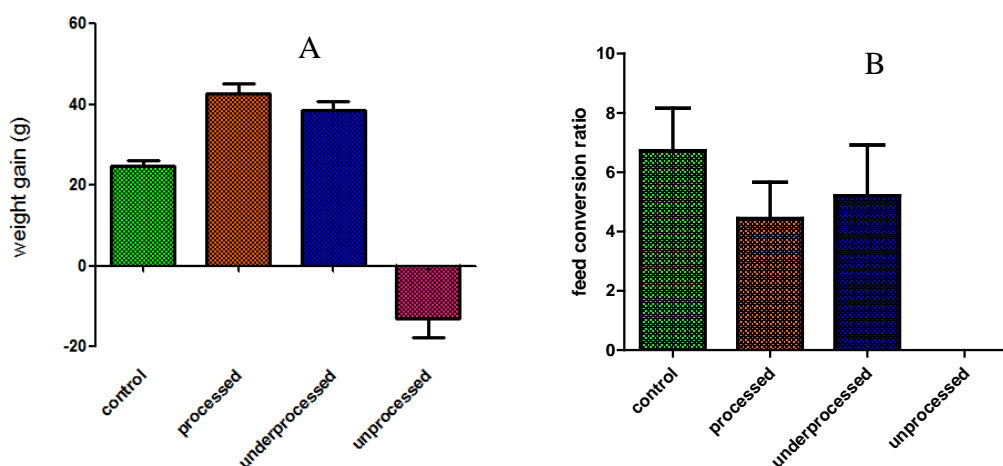 A
weight gain (g)
60
40
20
0
-20
control
processed
underprocessed
unprocessed
B
feed conversion ratio
10
8
6
4
2
0
control
processed
underprocessed
unprocessed